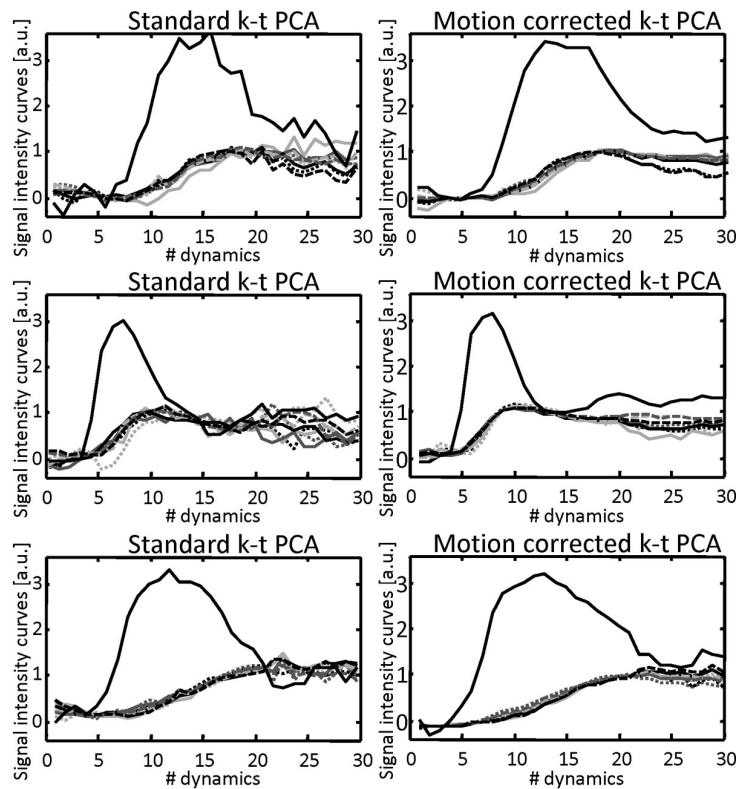 Standard k-t PCA
Motion corrected k-t PCA
Signal intensity curves [a.u.]
3
2
1
0
0 5 10 15 20 25 30
# dynamics
Signal intensity curves [a.u.]
3
2
1
0
0 5 10 15 20 25 30
# dynamics
Standard k-t PCA
Motion corrected k-t PCA
Signal intensity curves [a.u.]
3
2
1
0
0 5 10 15 20 25 30
# dynamics
Signal intensity curves [a.u.]
3
2
1
0
0 5 10 15 20 25 30
# dynamics
Standard k-t PCA
Motion corrected k-t PCA
Signal intensity curves [a.u.]
3
2
1
0
0 5 10 15 20 25 30
# dynamics
Signal intensity curves [a.u.]
3
2
1
0
0 5 10 15 20 25 30
# dynamics